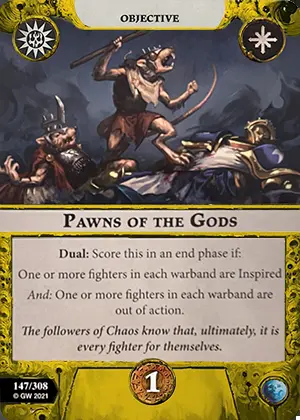 OBJECTIVE
PAWNS OF THE GODS
Dual: Score this in an end phase if:
One or more fighters in each warband are Inspired
And: One or more fighters in each warband are
out of action.
The followers of Chaos know that, ultimately, it is
every fighter for themselves.
147/308
© GW 2021
1